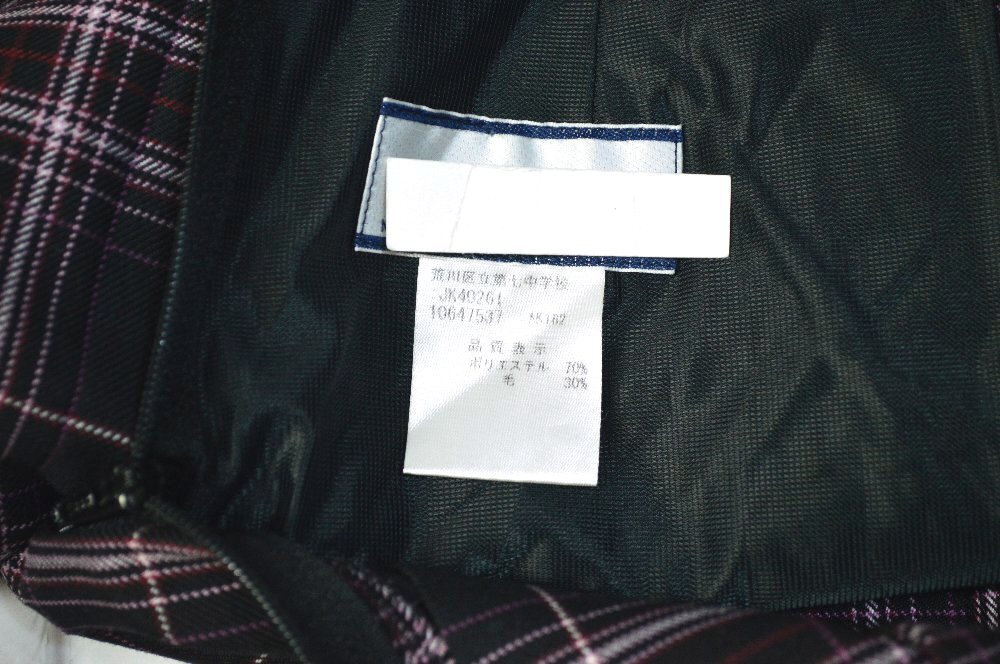 荒川区立第七中学校
JK40261
10647537 AK162
品質表示
ポリエステル 70%
毛 30%